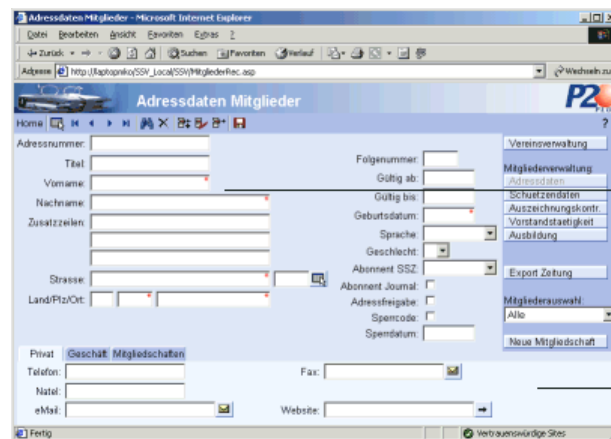 Adressdaten Mitglieder - Microsoft Internet Explorer
Datei Bearbeiten Ansicht Favoriten Extras ?
Zurück Suchen Favoriten Verlauf
Adresse http://laptopniko/SSV_Local/SSV/MitgliederRec.asp Wechseln zu
Adressdaten Mitglieder P2
Home ?
Adressnummer:
Titel:
Vorname: *
Nachname: *
Zusatzzeilen:
Strasse: *
Land/Plz/Ort: * *
Folgenummer:
Gültig ab:
Gültig bis:
Geburtsdatum: *
Sprache:
Geschlecht:
Abonnent SSZ:
Abonnent Journal:
Adressfreigabe:
Sperrcode:
Sperrdatum:
Vereinsverwaltung
Mitgliederverwaltung:
Adressdaten
Schuetzendaten
Auszeichnungskontr.
Vorstandstaetigkeit
Ausbildung
Export Zeitung
Mitgliederauswahl:
Alle
Neue Mitgliedschaft
Privat Geschäft Mitgliedschaften
Telefon: Fax:
Natel:
eMail: Website:
Fertig Vertrauenswürdige Sites